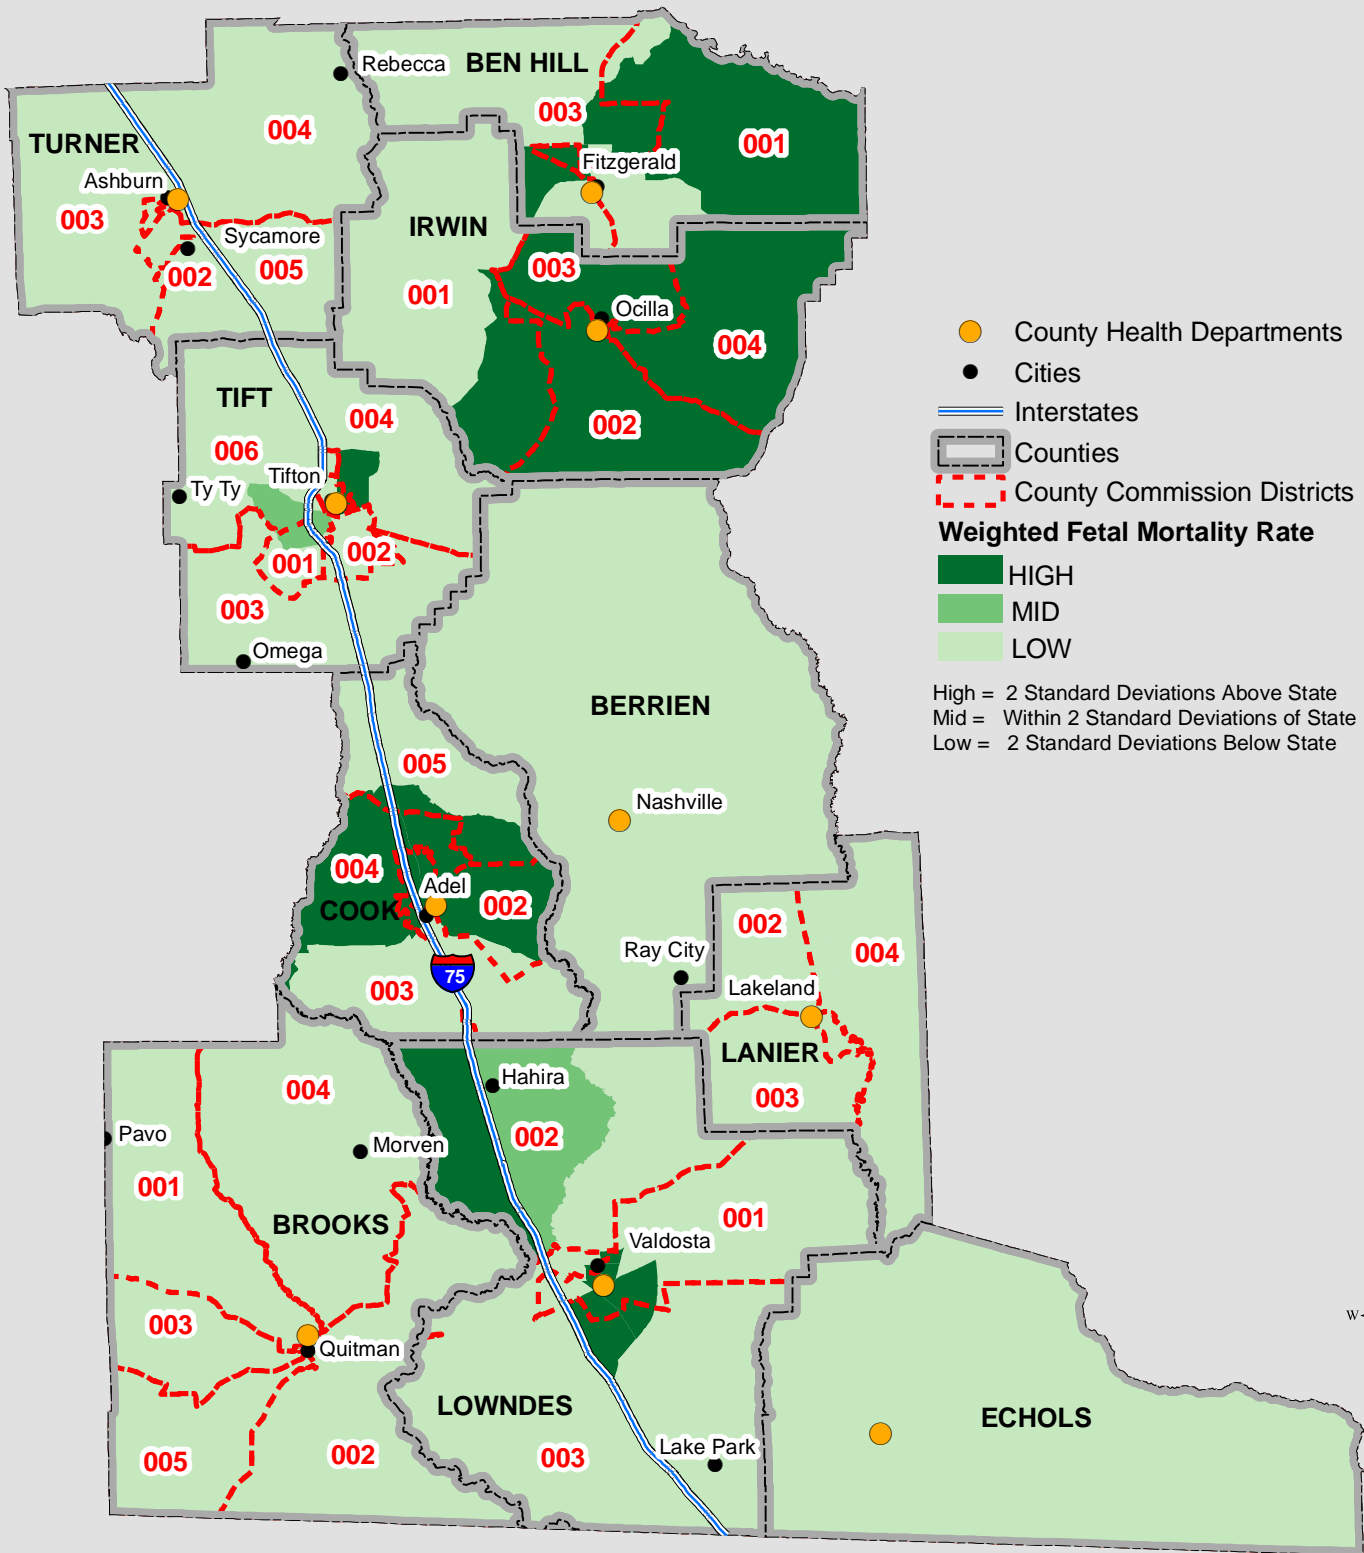 Rebecca
BEN HILL
003
004
001
TURNER
Ashburn
Fitzgerald
003
IRWIN
Sycamore
002
005
003
001
Ocilla
004
TIFT
004
002
006
Tifton
Ty Ty
001
002
003
Omega
BERRIEN
005
Nashville
004
Adel
COOK
002
002
004
Ray City
75
003
Lakeland
LANIER
003
Hahira
004
Pavo
Morven
002
001
BROOKS
001
Valdosta
003
Quitman
LOWNDES
ECHOLS
005
002
003
Lake Park
County Health Departments
Cities
Interstates
Counties
County Commission Districts
Weighted Fetal Mortality Rate
HIGH
MID
LOW
High = 2 Standard Deviations Above State
Mid = Within 2 Standard Deviations of State
Low = 2 Standard Deviations Below State
W